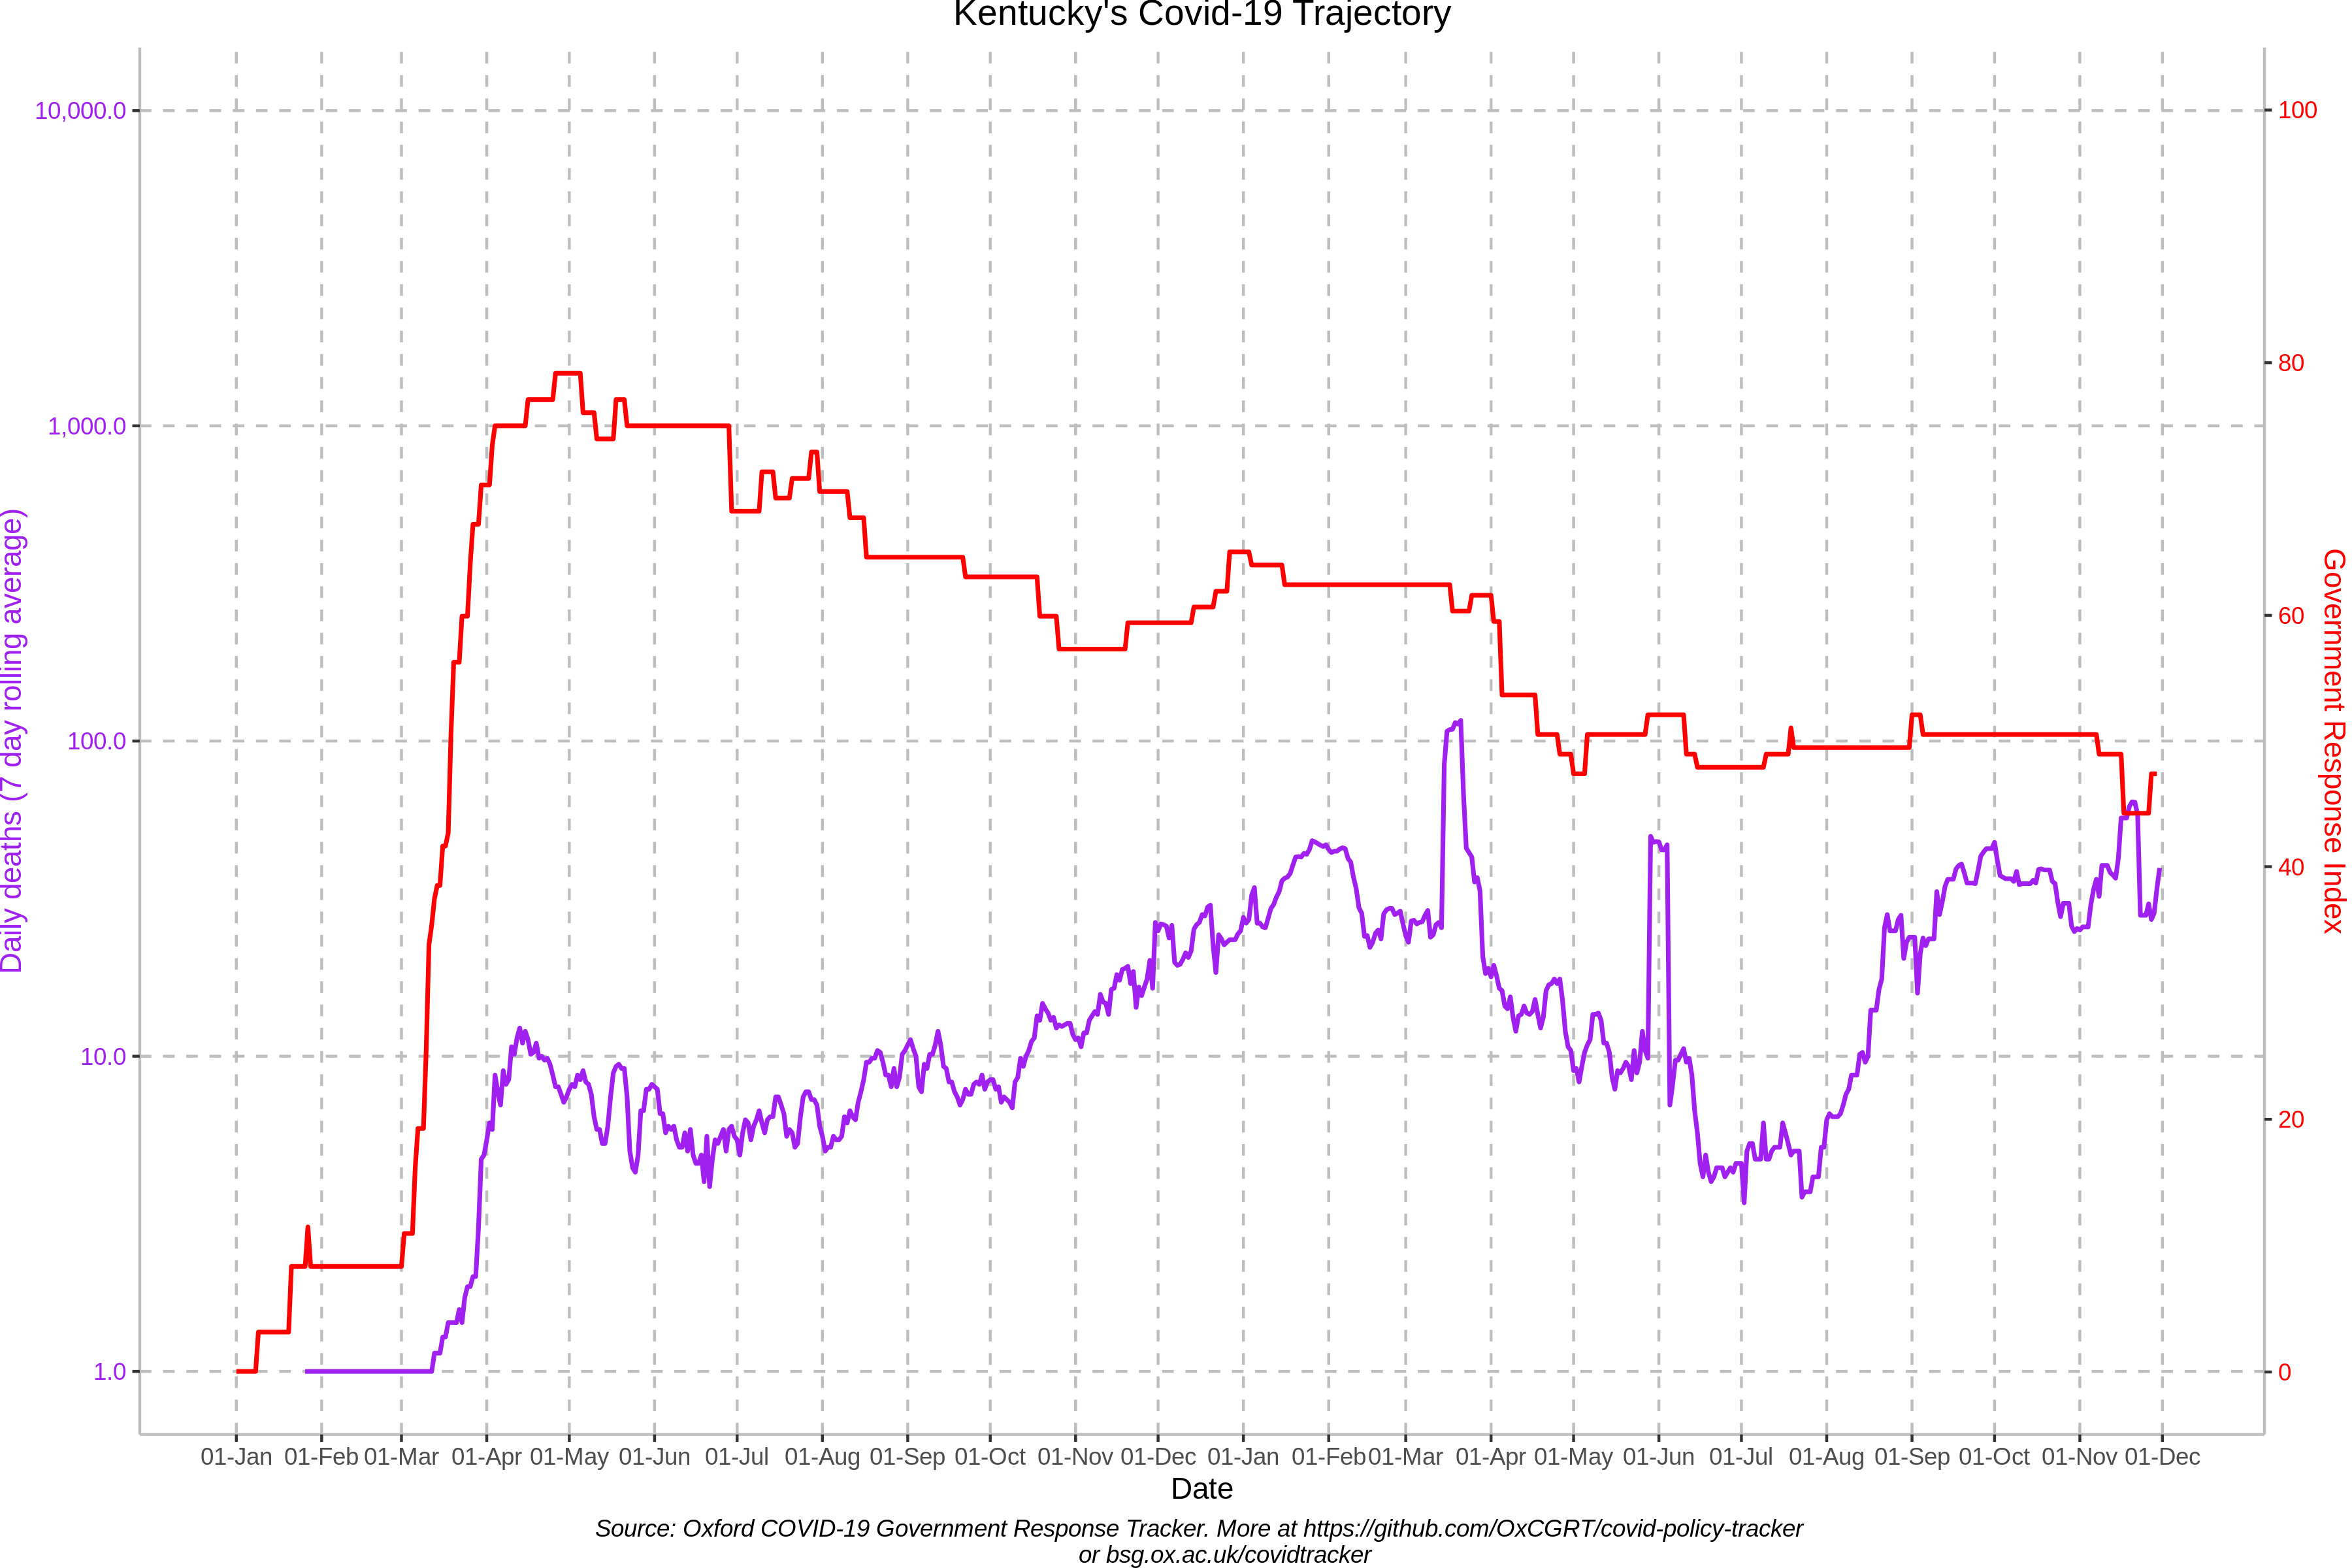 Kentucky's Covid-19 Trajectory
10,000.0
1,000.0
100.0
10.0
1.0
Daily deaths (7 day rolling average)
100
80
60
40
20
0
Government Response Index
01-Jan 01-Feb 01-Mar 01-Apr 01-May 01-Jun 01-Jul 01-Aug 01-Sep 01-Oct 01-Nov 01-Dec 01-Jan 01-Feb 01-Mar 01-Apr 01-May 01-Jun 01-Jul 01-Aug 01-Sep 01-Oct 01-Nov 01-Dec
Date
Source: Oxford COVID-19 Government Response Tracker. More at https://github.com/OxCGRT/covid-policy-tracker
or bsg.ox.ac.uk/covidtracker